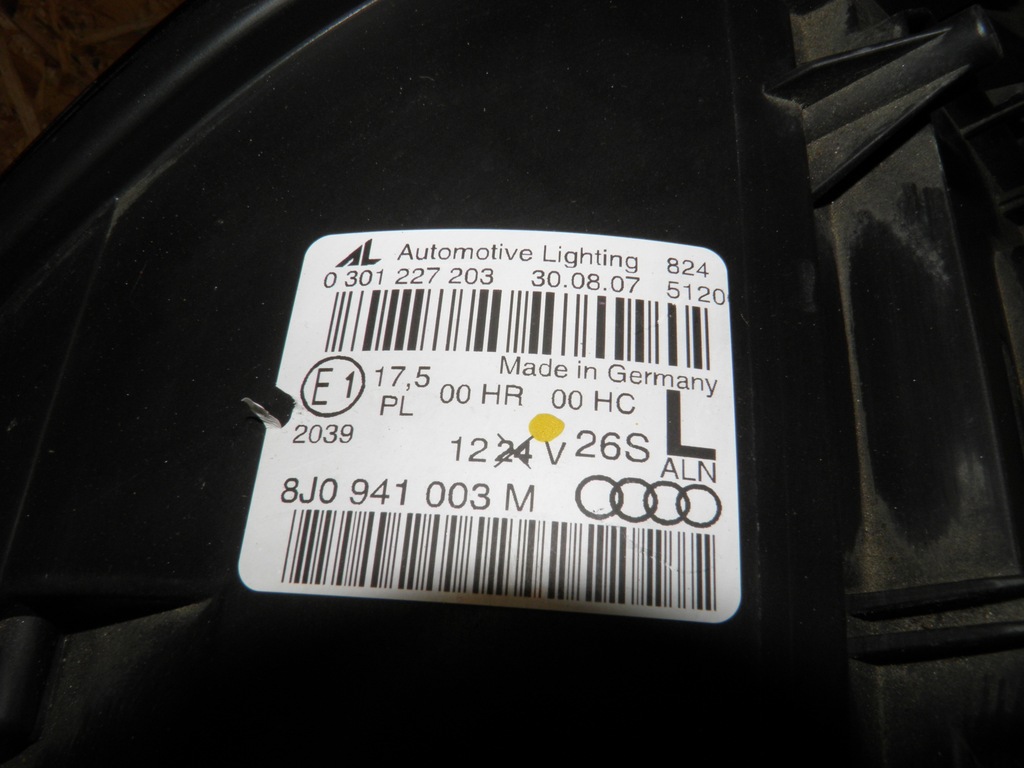 AL Automotive Lighting 824
0 301 227 203 30.08.07 5120
Made in Germany
E1 17,5 00 HR 00 HC L
PL
2039 12 24 V 26S ALN
8J0 941 003 M